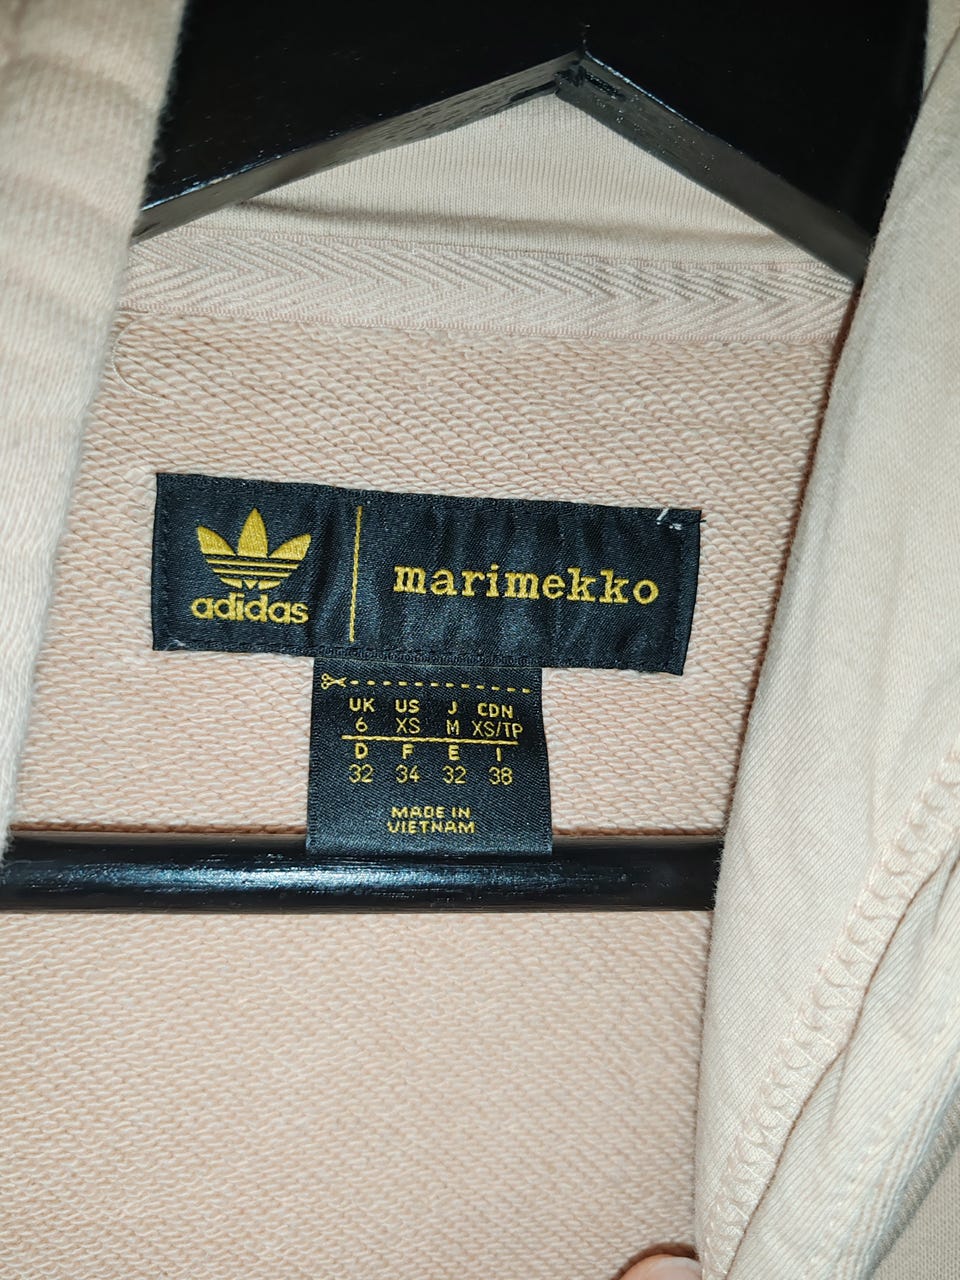 adidas
marimekko
UK US J CDN
6 XS M XS/TP
D F E I
32 34 32 38
MADE IN
VIETNAM